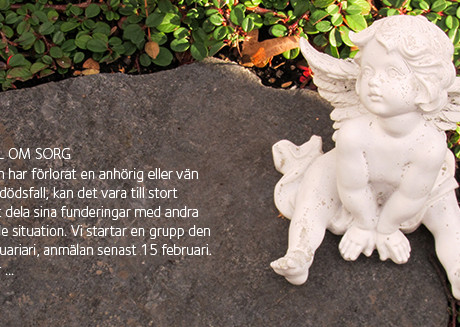 L OM SORG
n har förlorat en anhörig eller vän
dödsfall, kan det vara till stort
t dela sina funderingar med andra
e situation. Vi startar en grupp den
uariari, anmälan senast 15 februari.
...